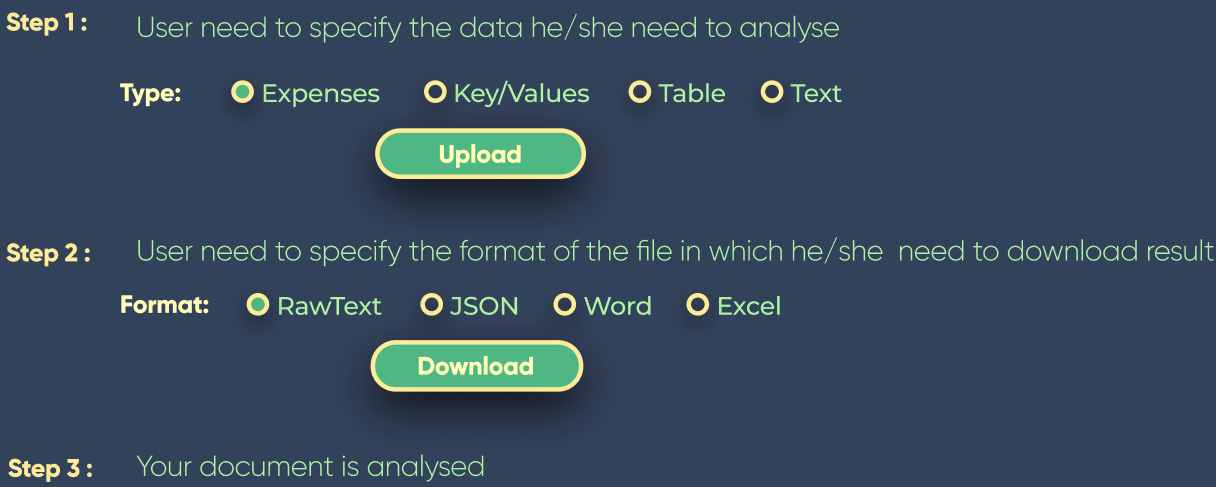 Step 1 : User need to specify the data he/she need to analyse
Type: Expenses Key/Values Table Text
Upload
Step 2 : User need to specify the format of the file in which he/she need to download result
Format: RawText JSON Word Excel
Download
Step 3 : Your document is analysed